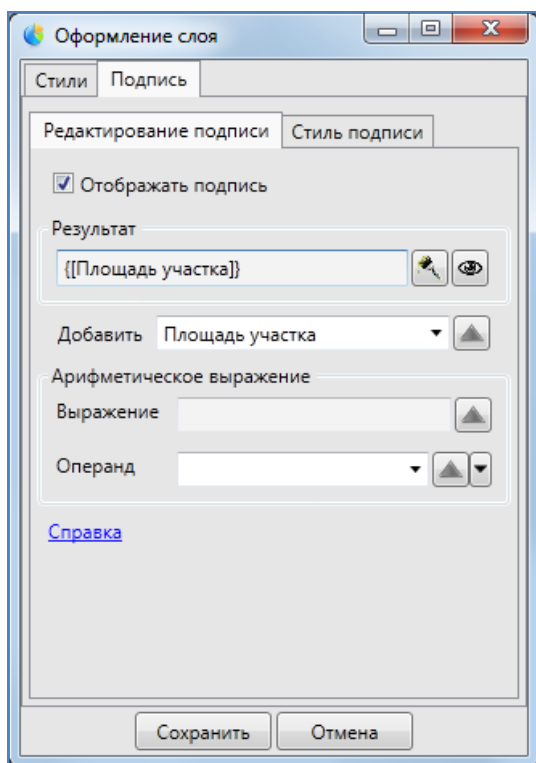 Оформление слоя
Стили Подпись
Редактирование подписи Стиль подписи
Отображать подпись
Результат
{[Площадь участка]}
Добавить Площадь участка
Арифметическое выражение
Выражение
Операнд
Справка
Сохранить Отмена